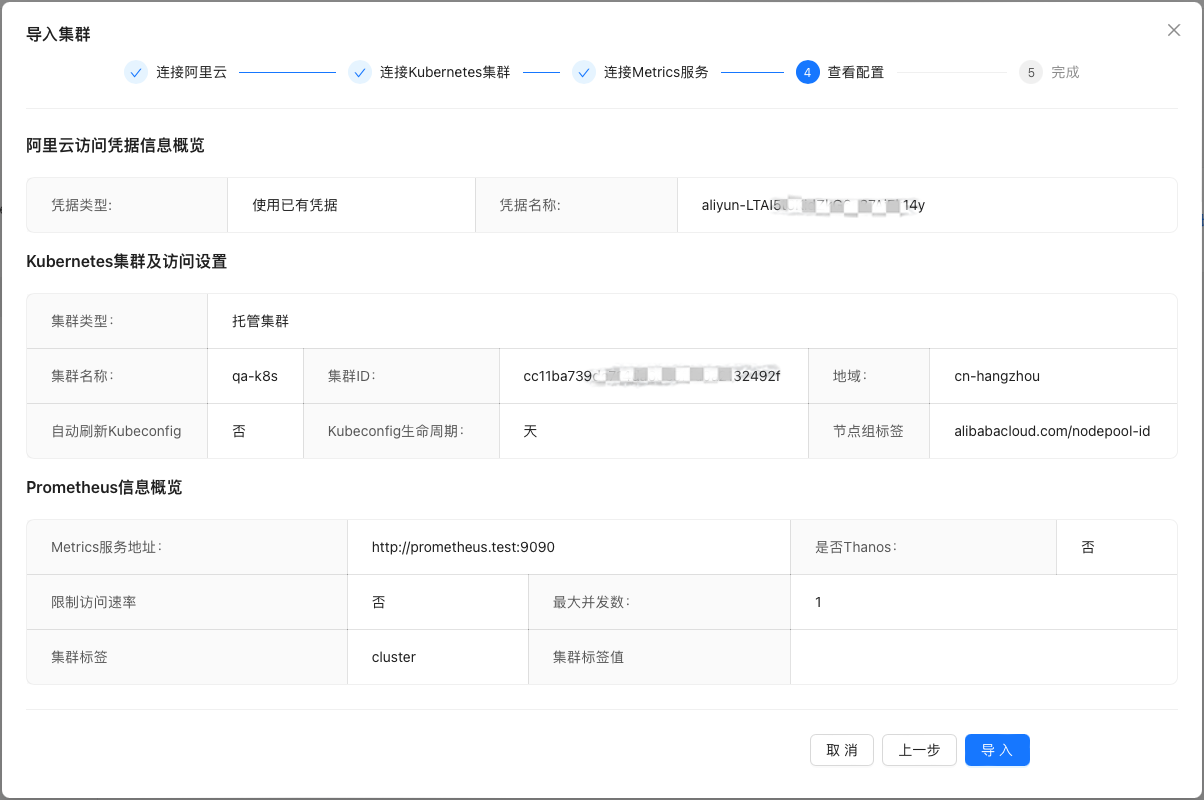 导入集群
连接阿里云 连接Kubernetes集群 连接Metrics服务 4 查看配置 5 完成
阿里云访问凭据信息概览
凭据类型: 使用已有凭据 凭据名称: aliyun-LTAI5 14y
Kubernetes集群及访问设置
集群类型: 托管集群
集群名称: qa-k8s 集群ID: cc11ba739 32492f 地域: cn-hangzhou
自动刷新Kubeconfig 否 Kubeconfig生命周期: 天 节点组标签 alibabacloud.com/nodepool-id
Prometheus信息概览
Metrics服务地址: http://prometheus.test:9090 是否Thanos: 否
限制访问速率 否 最大并发数: 1
集群标签 cluster 集群标签值
取 消 上一步 导 入